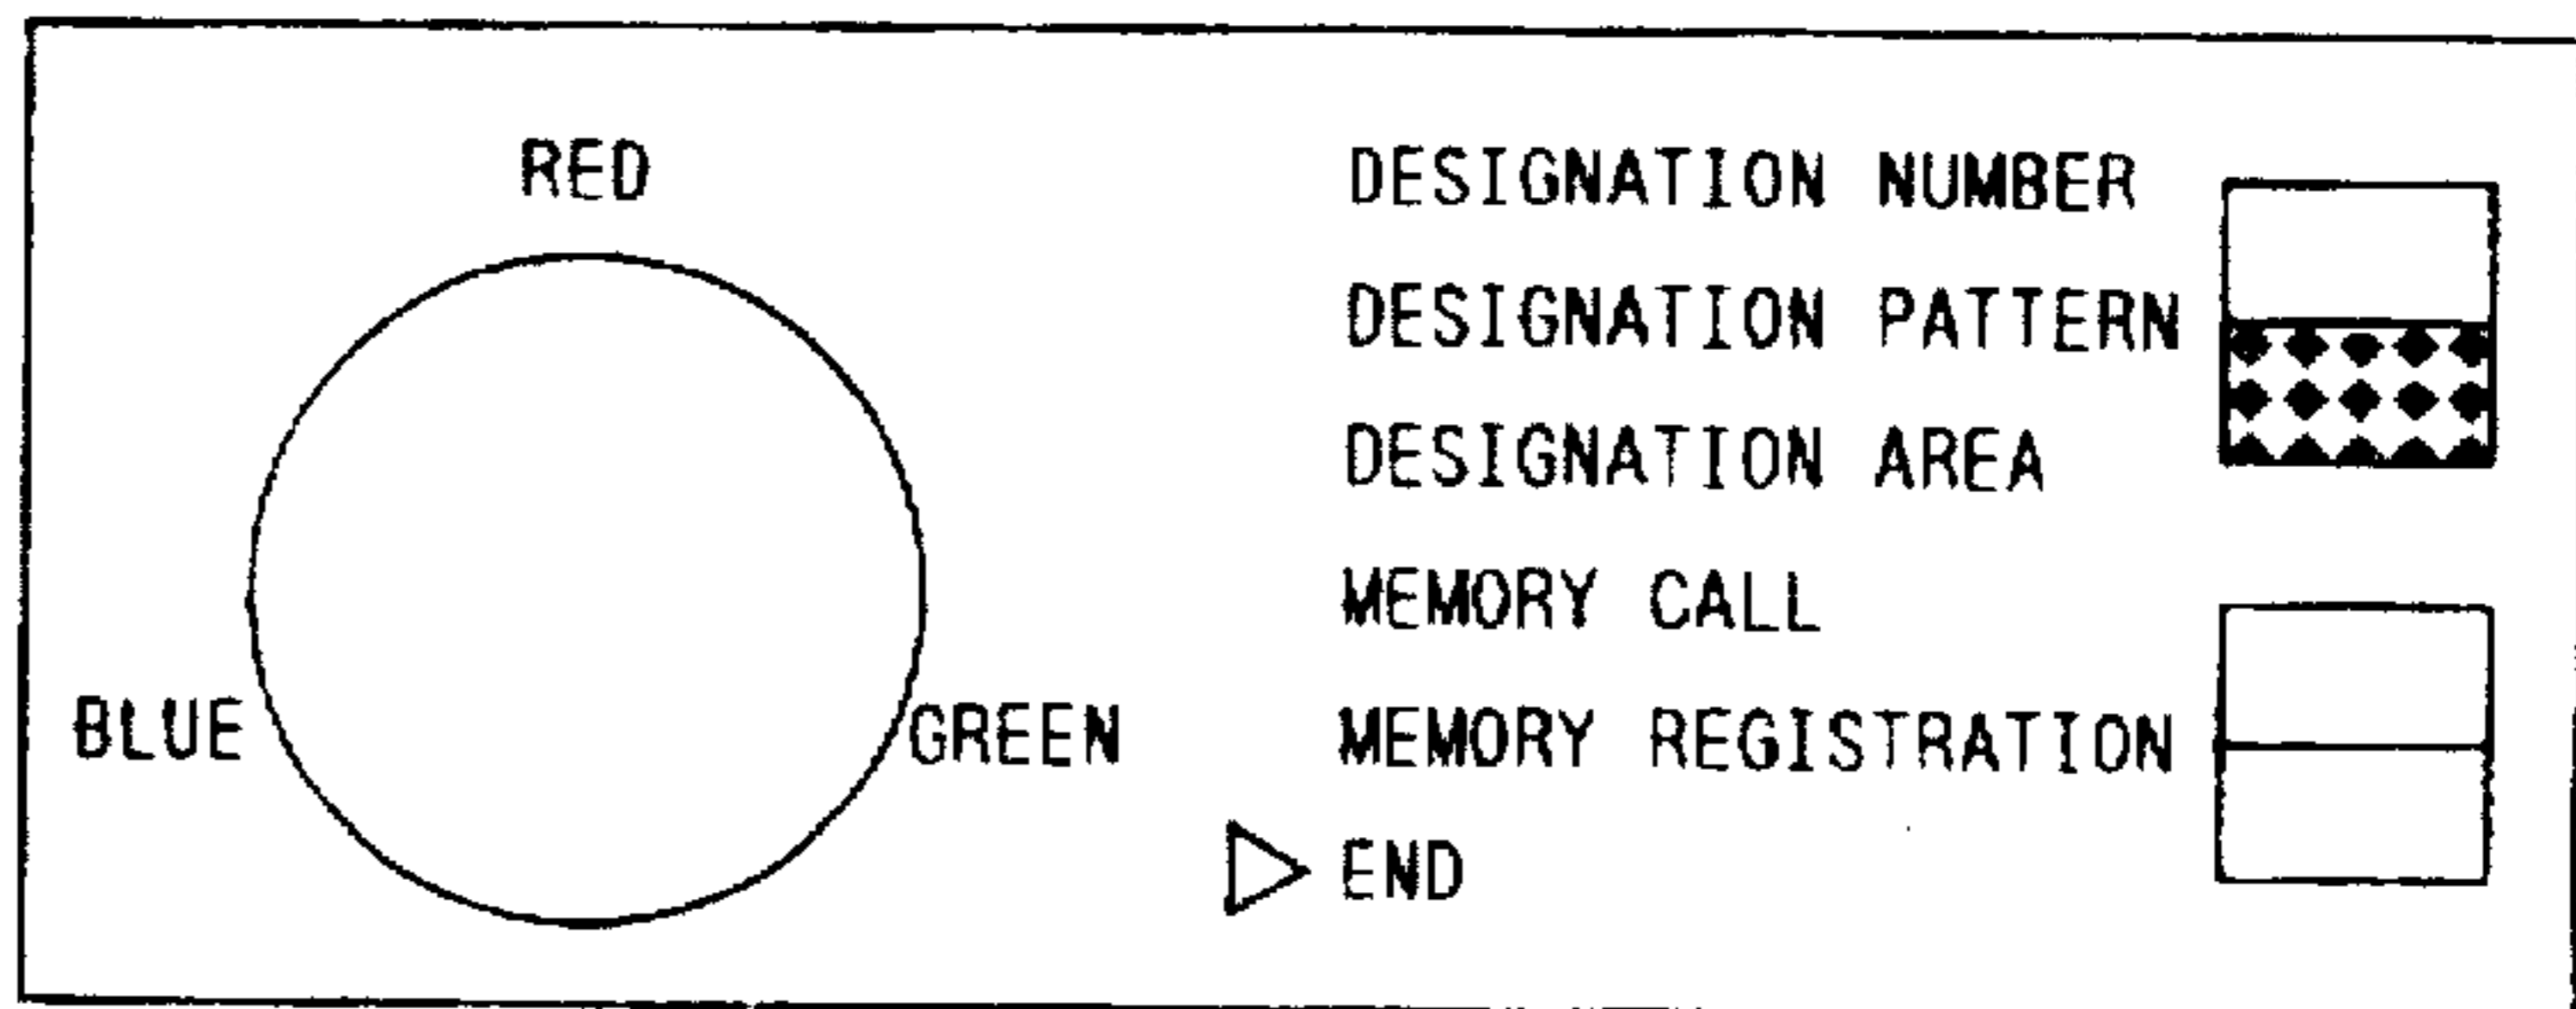 RED
BLUE
GREEN
DESIGNATION NUMBER
DESIGNATION PATTERN
DESIGNATION AREA
MEMORY CALL
MEMORY REGISTRATION
END